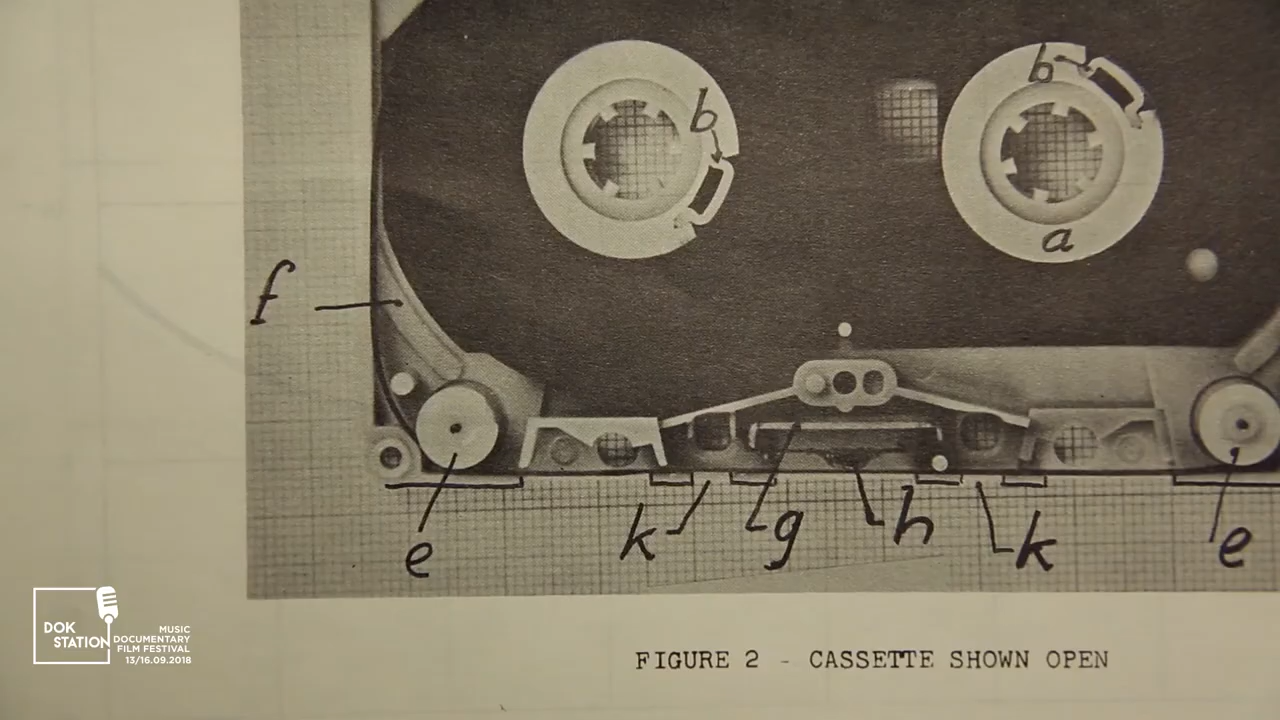 b
b
a
f
e
k
g
h
k
e
FIGURE 2 - CASSETTE SHOWN OPEN
DOK
STATION
MUSIC
DOCUMENTARY
FILM FESTIVAL
13/16.09.2018